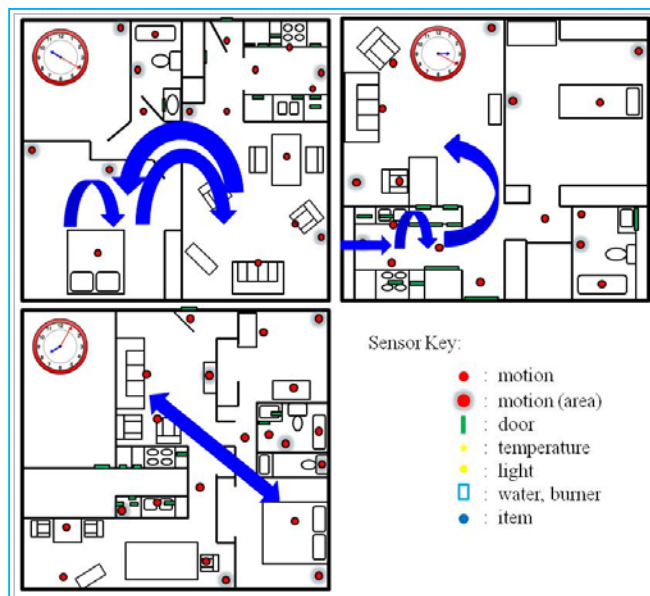 Sensor Key:
: motion
: motion (area)
: door
: temperature
: light
: water, burner
: item